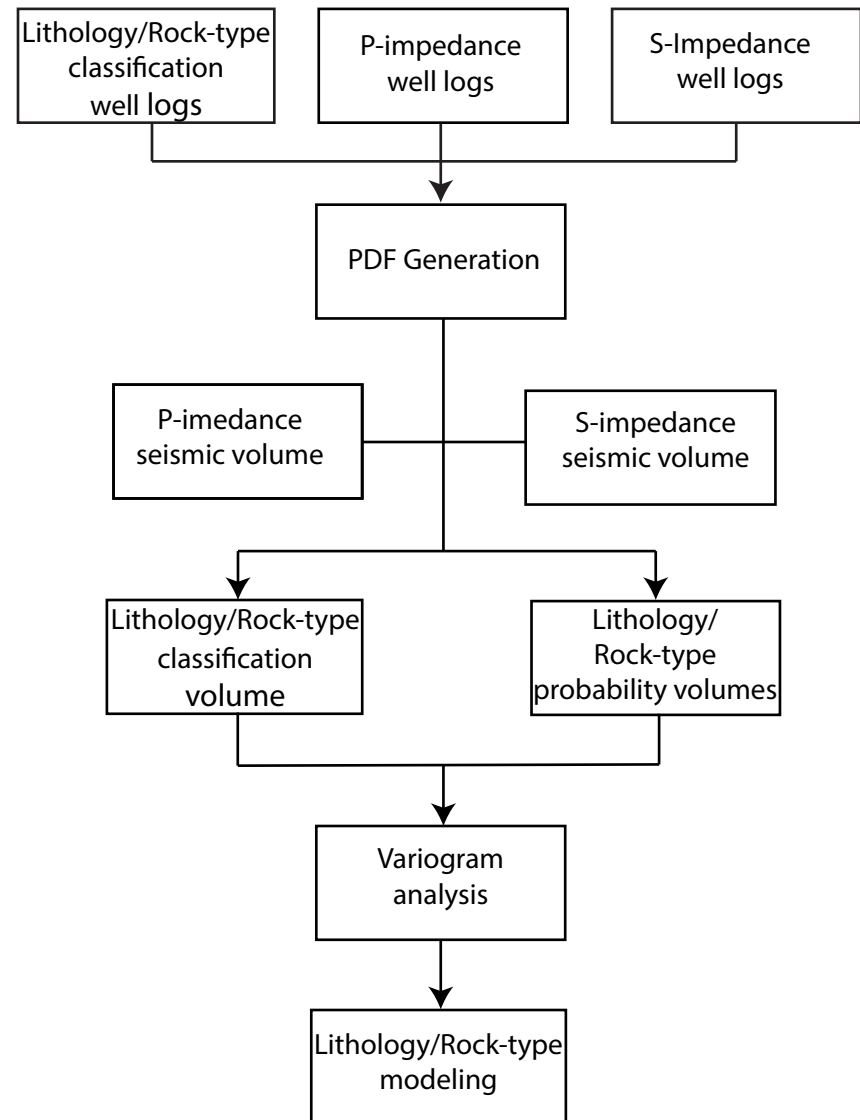 Lithology/Rock-type
classification
well logs
P-impedance
well logs
S-Impedance
well logs
PDF Generation
P-imedance
seismic volume
S-impedance
seismic volume
Lithology/Rock-type
classification
volume
Lithology/
Rock-type
probability volumes
Variogram
analysis
Lithology/Rock-type
modeling